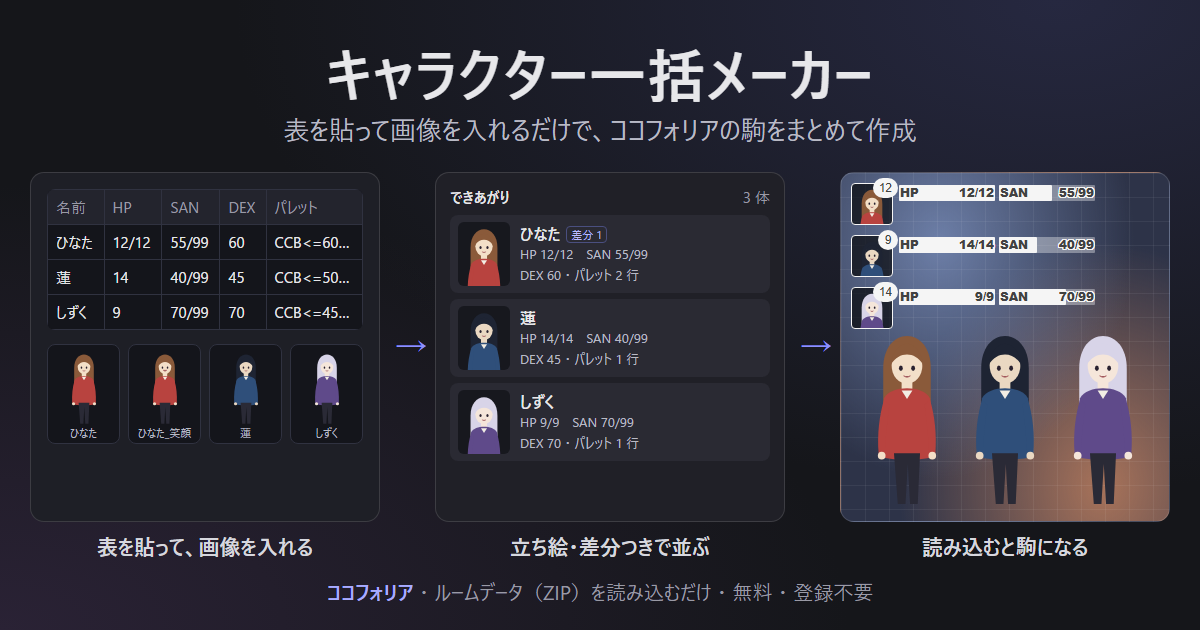 キャラクター一括メーカー
表を貼って画像を入れるだけで、ココフォリアの駒をまとめて作成
名前 HP SAN DEX パレット
ひなた 12/12 55/99 60 CCB<=60...
蓮 14 40/99 45 CCB<=50...
しずく 9 70/99 70 CCB<=45...
ひなた ひなた_笑顔 蓮 しずく
表を貼って、画像を入れる
→
できあがり 3 体
ひなた 差分 1
HP 12/12 SAN 55/99
DEX 60・パレット 2 行
蓮
HP 14/14 SAN 40/99
DEX 45・パレット 1 行
しずく
HP 9/9 SAN 70/99
DEX 70・パレット 1 行
立ち絵・差分つきで並ぶ
→
12 HP 12/12 SAN 55/99
9 HP 14/14 SAN 40/99
14 HP 9/9 SAN 70/99
読み込むと駒になる
ココフォリア・ルームデータ（ZIP）を読み込むだけ・無料・登録不要